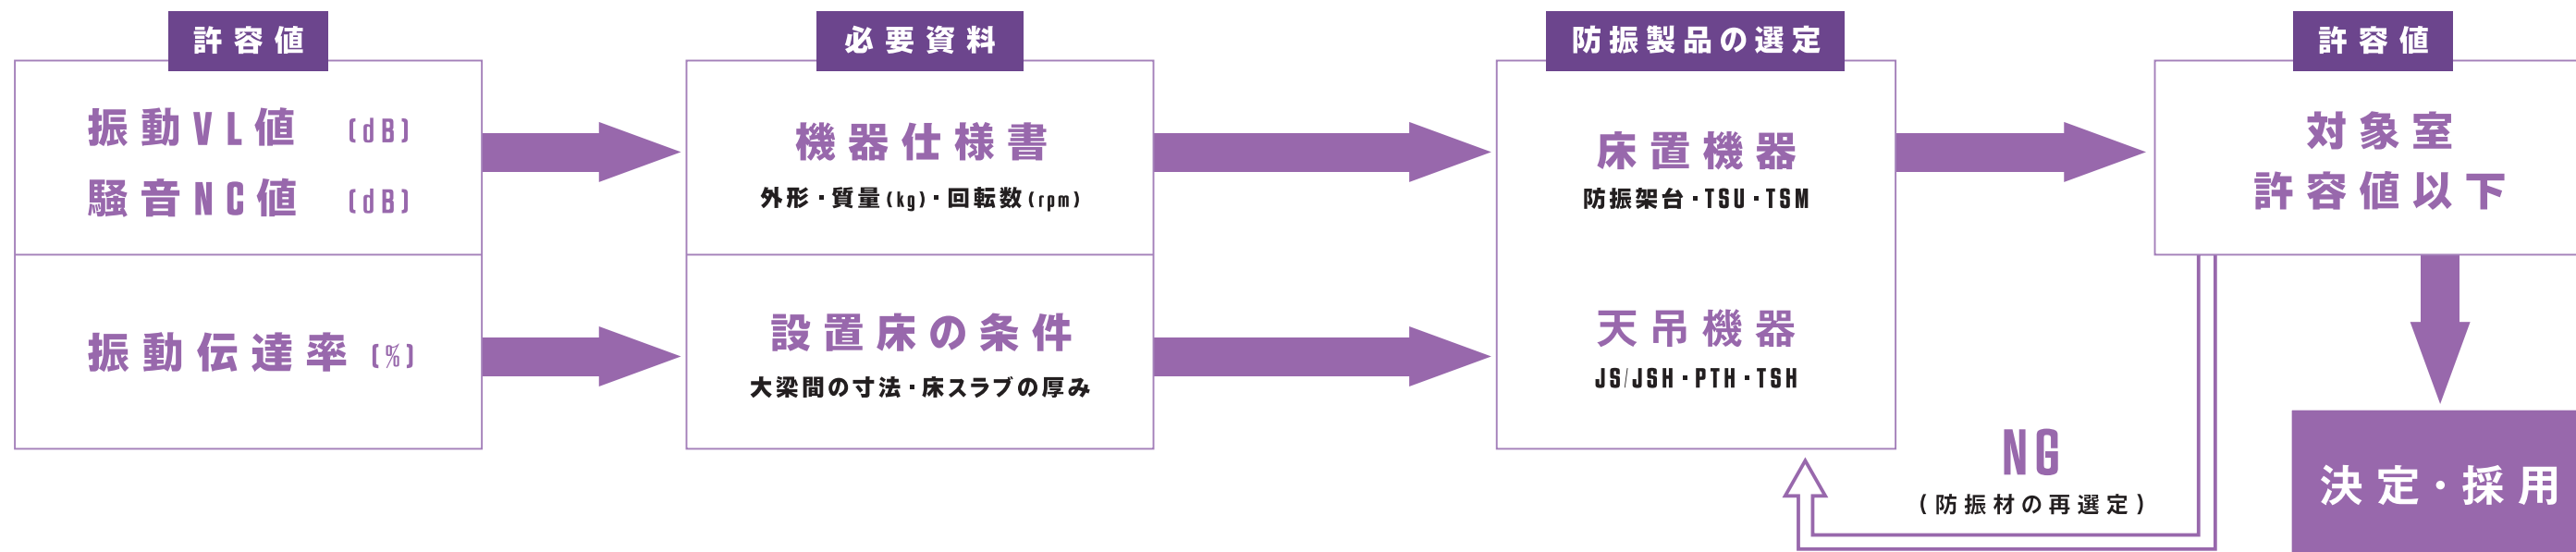 許容値
振動VL値 (dB)
騒音NC値 (dB)
振動伝達率 (%)
必要資料
機器仕様書
外形・質量(kg)・回転数(rpm)
設置床の条件
大梁間の寸法・床スラブの厚み
防振製品の選定
床置機器
防振架台・TSU・TSM
天吊機器
JS/JSH・PTH・TSH
許容値
対象室
許容値以下
NG
(防振材の再選定)
決定・採用